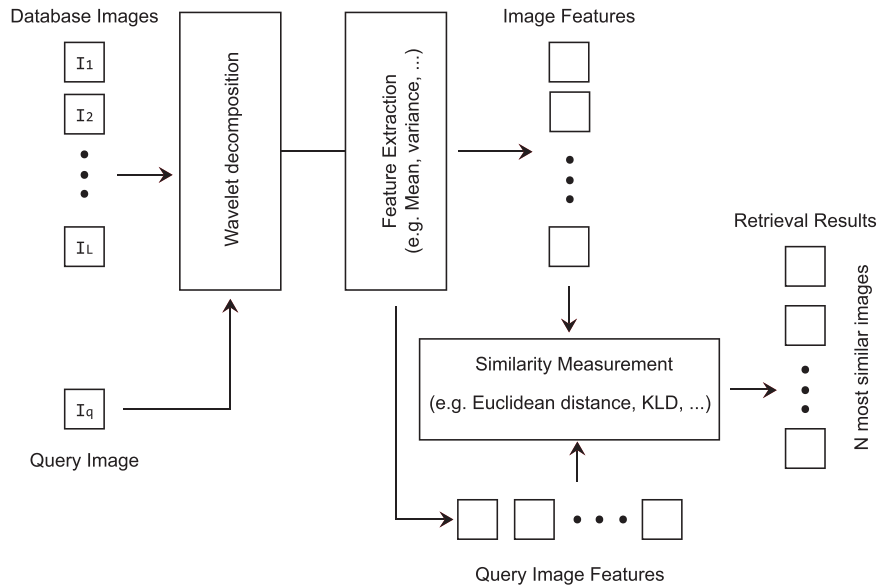 Database Images
I1
I2
IL
Iq
Query Image
Wavelet decomposition
Feature Extraction
(e.g. Mean, variance, ...)
Image Features
Similarity Measurement
(e.g. Euclidean distance, KLD, ...)
Query Image Features
Retrieval Results
N most similar images